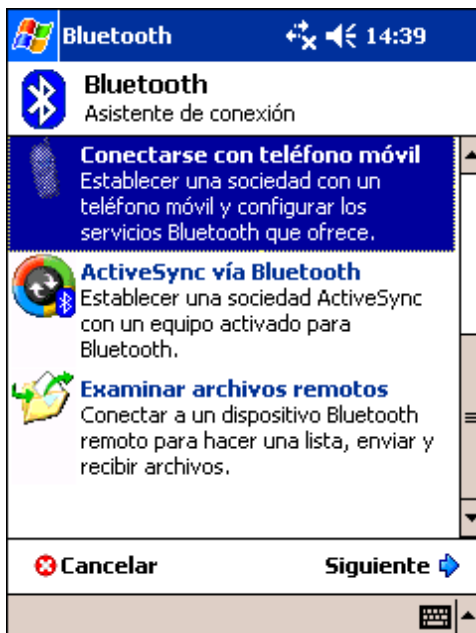 Bluetooth 14:39
Bluetooth
Asistente de conexión
Conectarse con teléfono móvil
Establecer una sociedad con un
teléfono móvil y configurar los
servicios Bluetooth que ofrece.
ActiveSync vía Bluetooth
Establecer una sociedad ActiveSync
con un equipo activado para
Bluetooth.
Examinar archivos remotos
Conectar a un dispositivo Bluetooth
remoto para hacer una lista, enviar y
recibir archivos.
Cancelar Siguiente